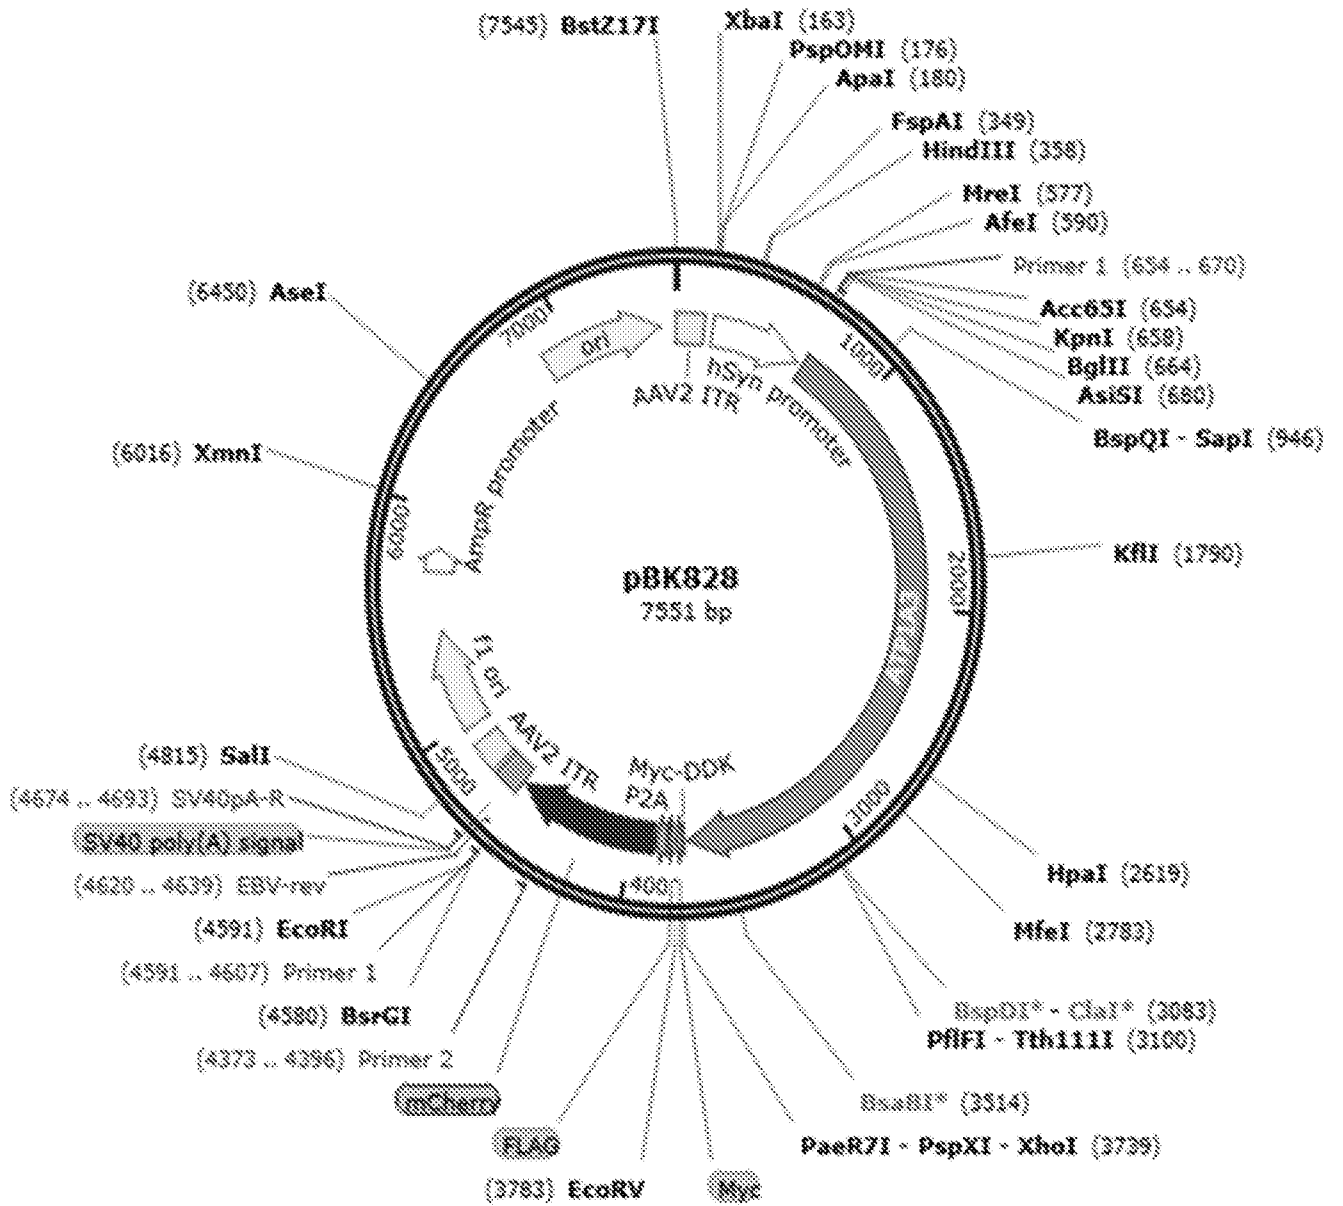 (7545) BstZ17I
XbaI (163)
PspOMI (176)
ApaI (180)
FspAI (349)
HindIII (358)
MreI (577)
AfeI (590)
Primer 1 (654 .. 670)
Acc65I (654)
KpnI (658)
BglII (664)
AsiSI (680)
BspQI - SapI (946)
KflI (1790)
HpaI (2619)
MfeI (2783)
BspDI* - ClaI* (3083)
PflFI - Tth111I (3100)
BsaBI* (3514)
PaeR7I - PspXI - XhoI (3739)
Myc
(3783) EcoRV
FLAG
mCherry
(4373 .. 4396) Primer 2
(4580) BsrGI
(4591 .. 4607) Primer 1
(4591) EcoRI
(4620 .. 4639) EBV-rev
SV40 poly(A) signal
(4674 .. 4693) SV40pA-R
(4815) SalI
(6016) XmnI
(6450) AseI
1000
2000
3000
4000
5000
6000
7000
ori
AAV2 ITR
hSyn promoter
AmpR promoter
f1 ori
AAV2 ITR
P2A
Myc-DDK
pBK828
7551 bp